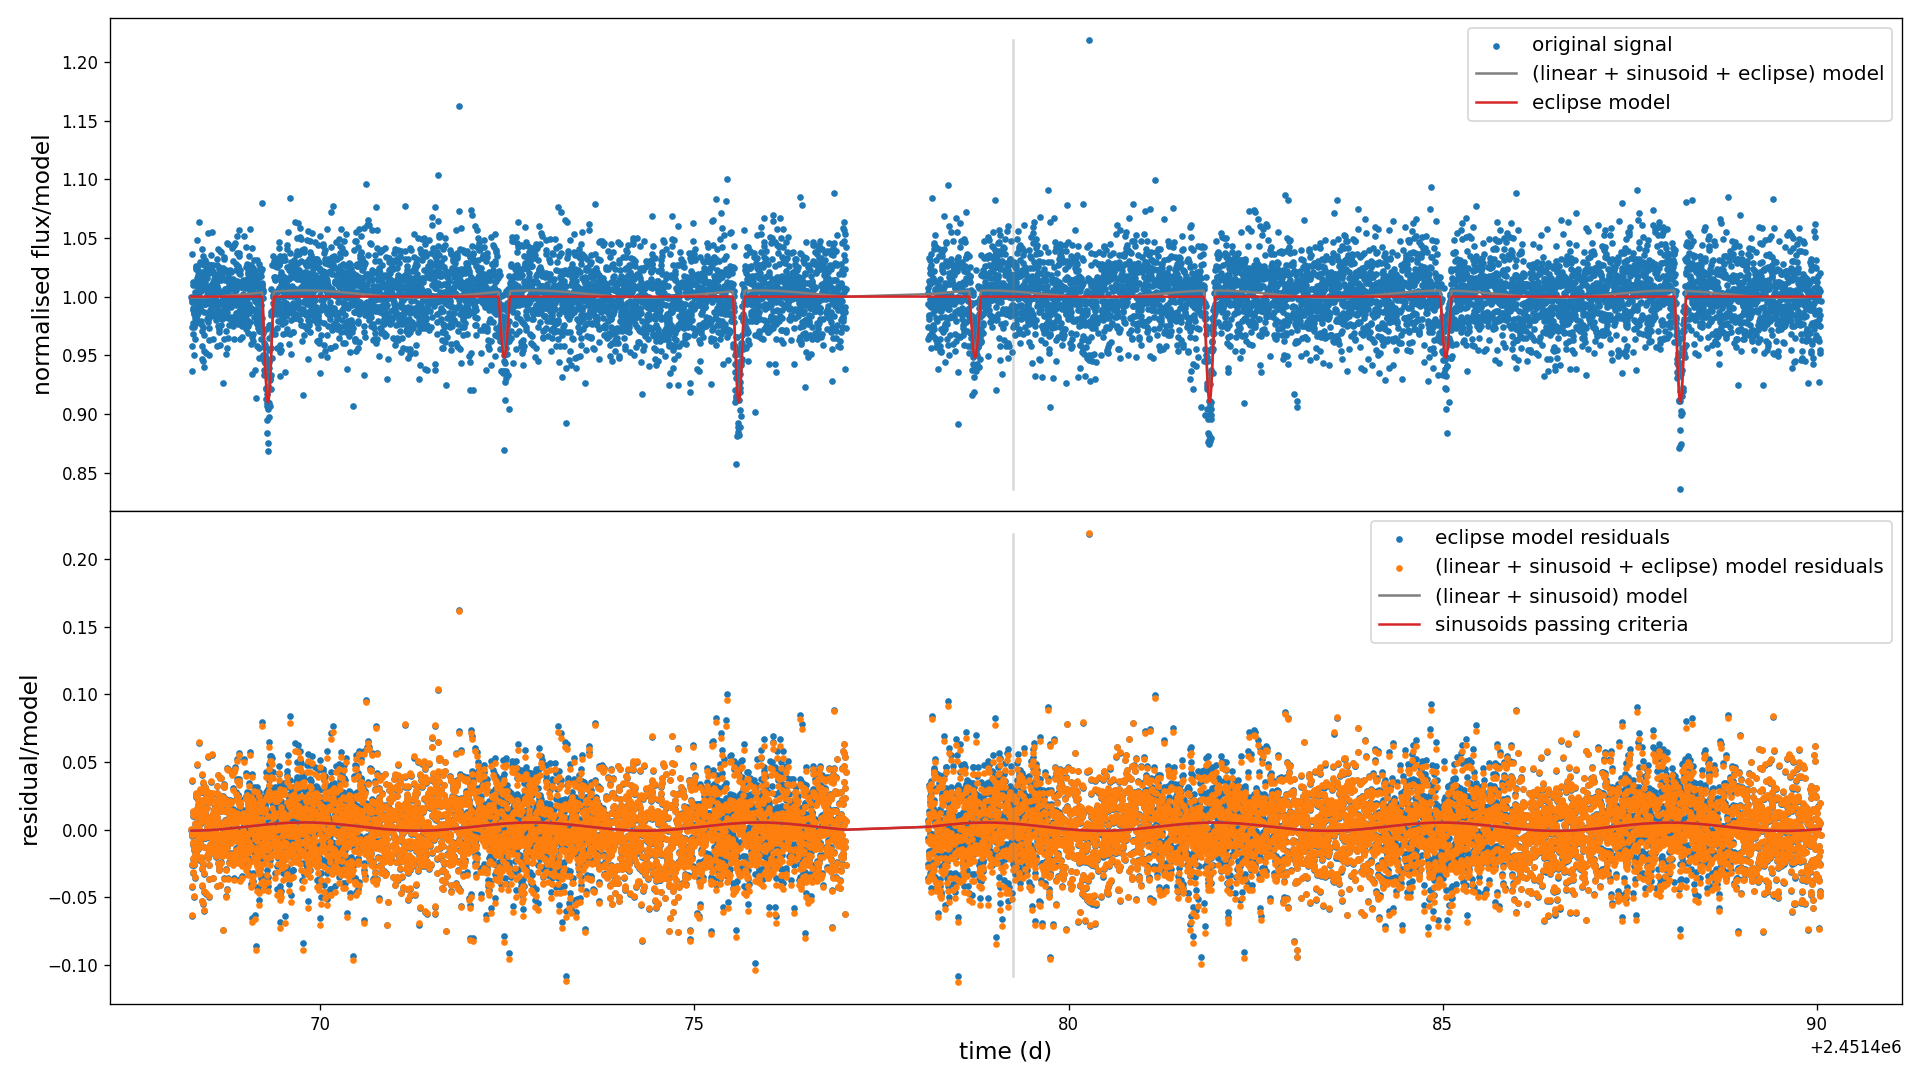 normalised flux/model
1.20
1.15
1.10
1.05
1.00
0.95
0.90
0.85
original signal
(linear + sinusoid + eclipse) model
eclipse model
residual/model
0.20
0.15
0.10
0.05
0.00
−0.05
−0.10
eclipse model residuals
(linear + sinusoid + eclipse) model residuals
(linear + sinusoid) model
sinusoids passing criteria
70
75
80
85
90
time (d)
+2.4514e6